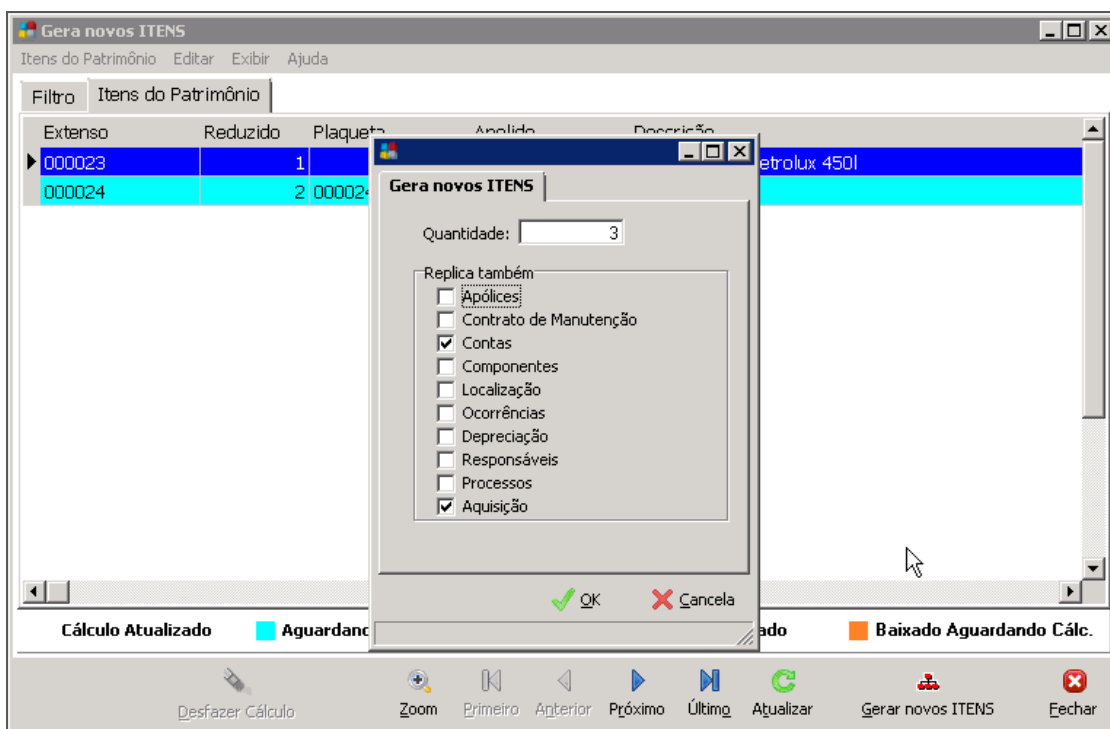 Gera novos ITENS
Itens do Patrimônio Editar Exibir Ajuda
Filtro Itens do Patrimônio
Extenso Reduzido Plaqueta Apelido Descrição
000023 1 etrolux 450l
000024 2 00002
Gera novos ITENS
Quantidade: 3
Replica também
Apólices
Contrato de Manutenção
Contas
Componentes
Localização
Ocorrências
Depreciação
Responsáveis
Processos
Aquisição
OK Cancela
Cálculo Atualizado Aguardanc ado Baixado Aguardando Cálc.
Desfazer Cálculo Zoom Primeiro Anterior Próximo Último Atualizar Gerar novos ITENS Fechar